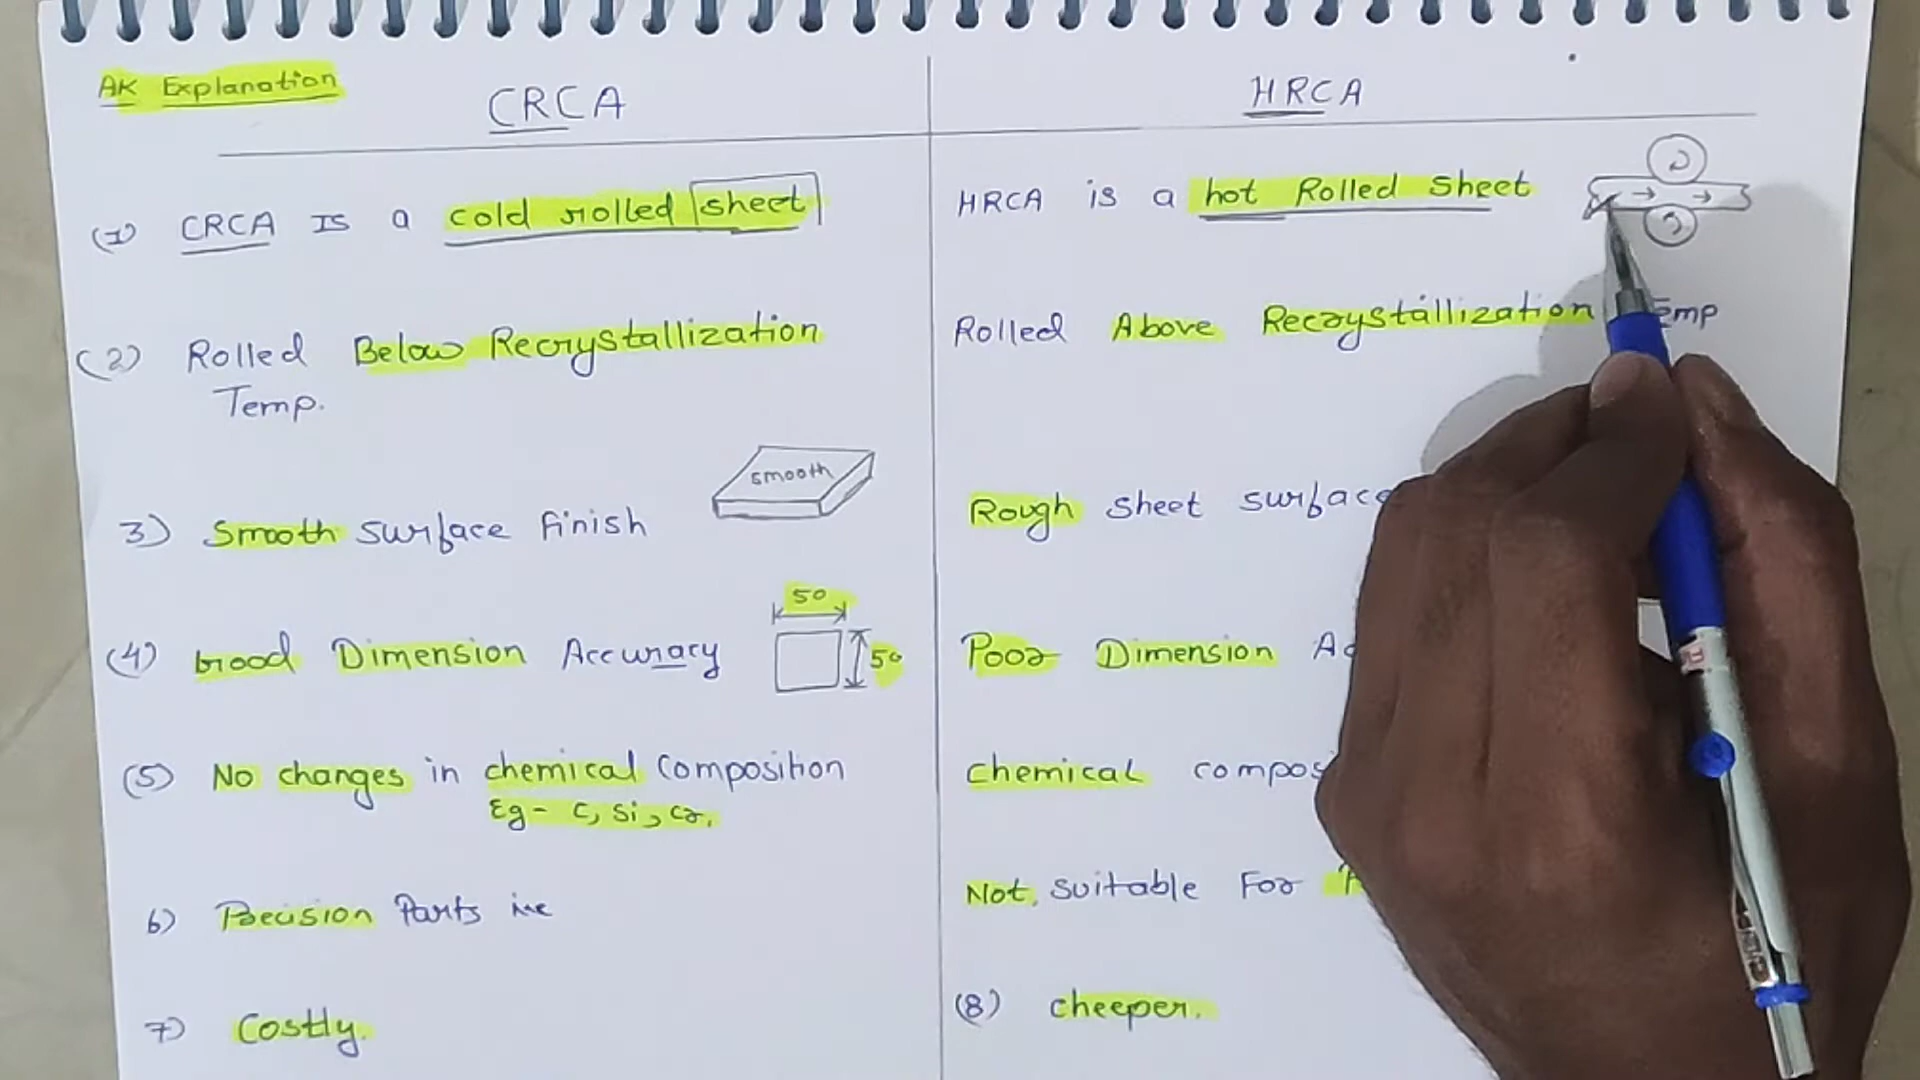 AK Explanation
CRCA
HRCA
(1) CRCA IS a cold rolled sheet
HRCA is a hot Rolled Sheet
(2) Rolled Below Recrystallization
Temp.
Rolled Above Recrystallization Temp
smooth
3) Smooth surface finish
Rough sheet surface
50
(4) Good Dimension Accuracy
50
Poor Dimension
(5) No changes in chemical composition
Eg- C, Si, Cr.
chemical
6) Precision Parts
Not, suitable For
7) Costly.
(8) cheeper.